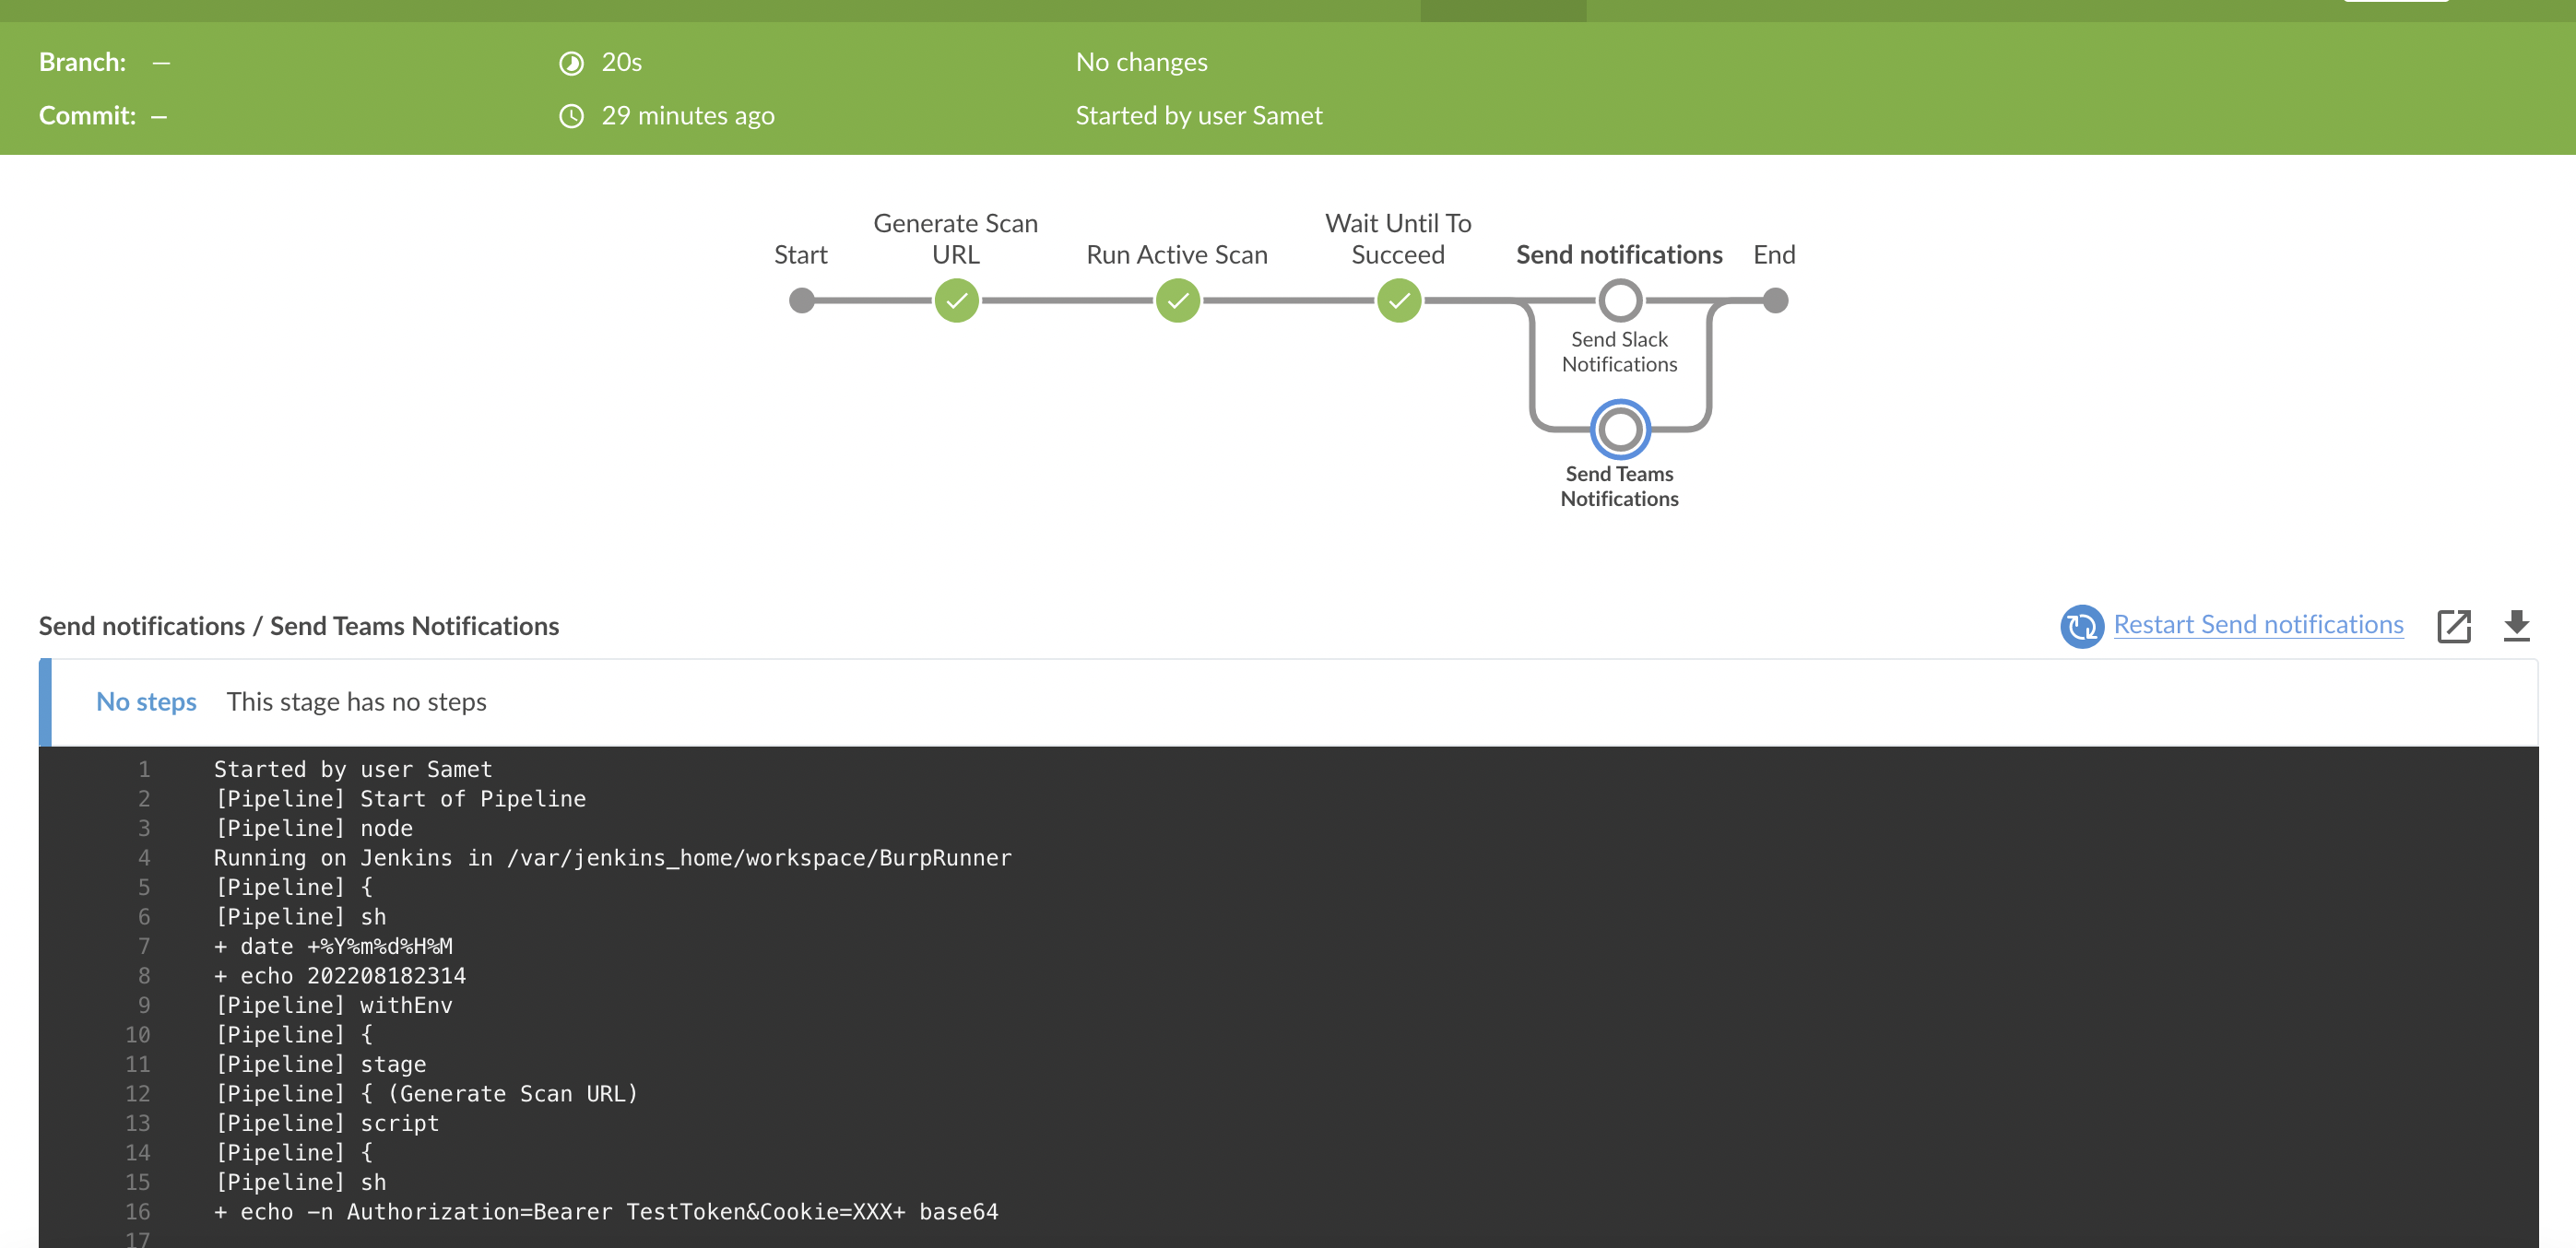 Branch: —
20s
No changes
Commit: —
29 minutes ago
Started by user Samet
Start
Generate Scan
URL
Run Active Scan
Wait Until To
Succeed
Send notifications
End
Send Slack
Notifications
Send Teams
Notifications
Send notifications / Send Teams Notifications
Restart Send notifications
No steps This stage has no steps
1 Started by user Samet
2 [Pipeline] Start of Pipeline
3 [Pipeline] node
4 Running on Jenkins in /var/jenkins_home/workspace/BurpRunner
5 [Pipeline] {
6 [Pipeline] sh
7 + date +%Y%m%d%H%M
8 + echo 202208182314
9 [Pipeline] withEnv
10 [Pipeline] {
11 [Pipeline] stage
12 [Pipeline] { (Generate Scan URL)
13 [Pipeline] script
14 [Pipeline] {
15 [Pipeline] sh
16 + echo -n Authorization=Bearer TestToken&Cookie=XXX+ base64
17